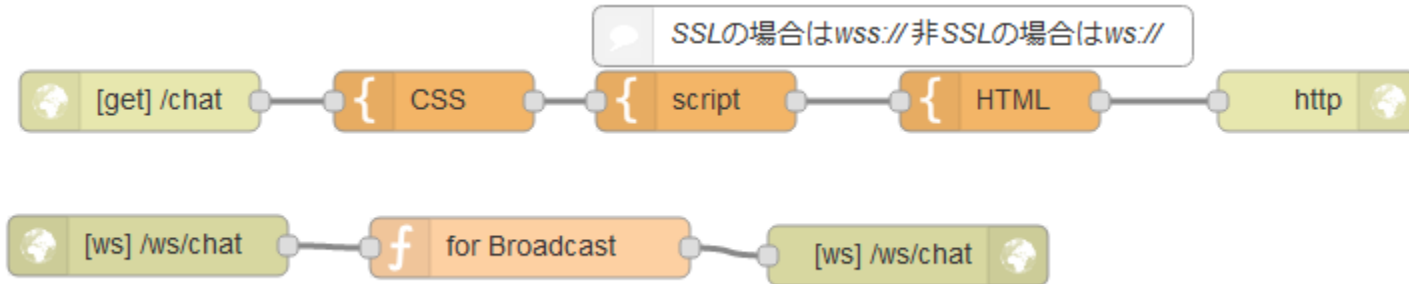 SSLの場合はwss:// 非SSLの場合はws://
[get] /chat
CSS
script
HTML
http
[ws] /ws/chat
for Broadcast
[ws] /ws/chat